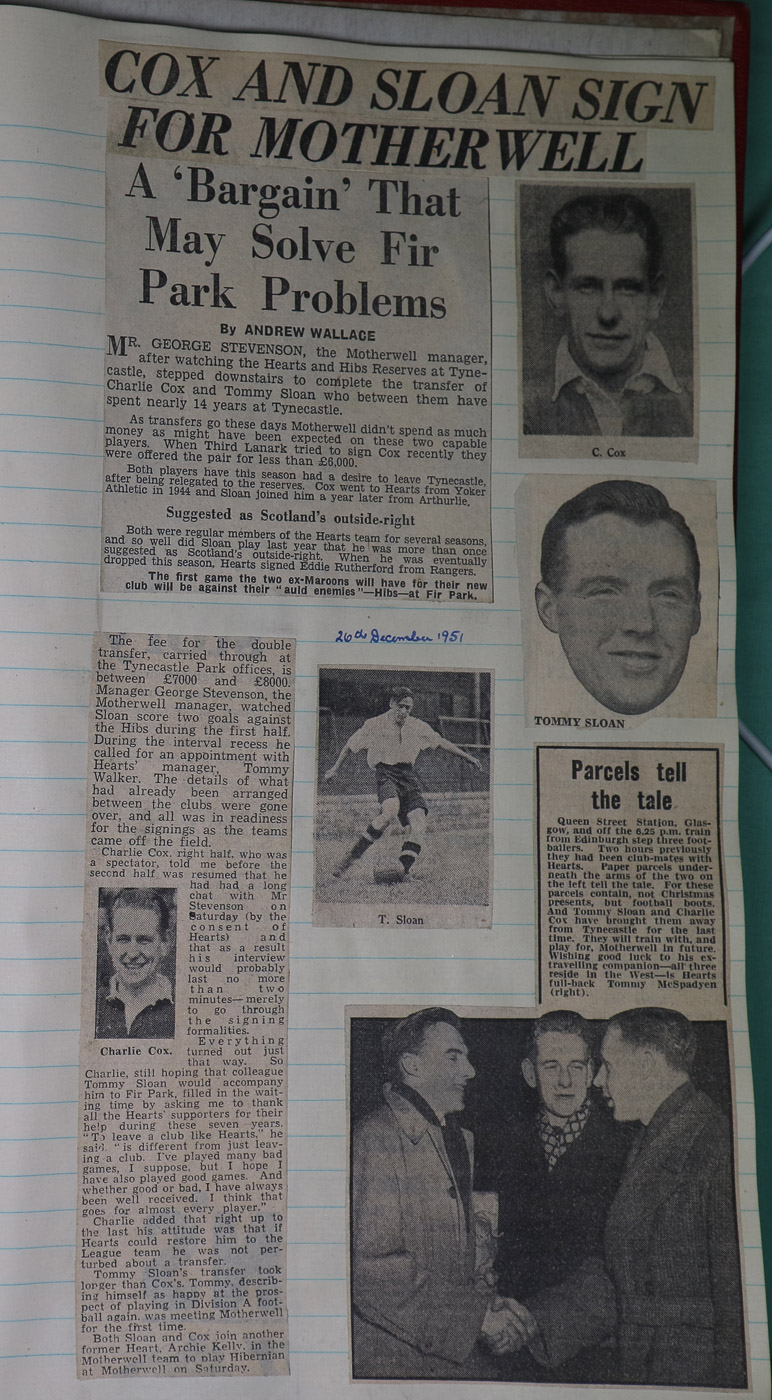 COX AND SLOAN SIGN
FOR MOTHERWELL
A ‘Bargain’ That
May Solve Fir
Park Problems
By ANDREW WALLACE
MR. GEORGE STEVENSON, the Motherwell manager,
after watching the Hearts and Hibs Reserves at Tyne-
castle, stepped downstairs to complete the transfer of
Charlie Cox and Tommy Sloan who between them have
spent nearly 14 years at Tynecastle.
As transfers go these days Motherwell didn't spend as much
money as might have been expected on these two capable
players. When Third Lanark tried to sign Cox recently they
were offered the pair for less than £6,000.
Both players have this season had a desire to leave Tynecastle,
after being relegated to the reserves. Cox went to Hearts from Yoker
Athletic in 1944 and Sloan joined him a year later from Arthurlie.
Suggested as Scotland's outside-right
Both were regular members of the Hearts team for several seasons,
and so well did Sloan play last year that he was more than once
suggested as Scotland's outside-right. When he was eventually
dropped this season, Hearts signed Eddie Rutherford from Rangers.
The first game the two ex-Maroons will have for their new
club will be against their "auld enemies"—Hibs—at Fir Park.
C. Cox
TOMMY SLOAN
26th December 1951
The fee for the double
transfer, carried through at
the Tynecastle Park offices, is
between £7000 and £8000.
Manager George Stevenson, the
Motherwell manager, watched
Sloan score two goals against
the Hibs during the first half.
During the interval recess he
called for an appointment with
Hearts' manager, Tommy
Walker. The details of what
had already been arranged
between the clubs were gone
over, and all was in readiness
for the signings as the teams
came off the field.
Charlie Cox, right half, who was
a spectator, told me before the
second half was resumed that he
had had a long
chat with Mr
Stevenson on
Saturday (by the
consent of
Hearts) and
that as a result
his interview
would probably
last no more
than two
minutes—merely
to go through
the signing
formalities.
Everything
turned out just
that way. So
Charlie Cox.
Charlie, still hoping that colleague
Tommy Sloan would accompany
him to Fir Park, filled in the wait-
ing time by asking me to thank
all the Hearts' supporters for their
help during these seven years.
"To leave a club like Hearts," he
said, "is different from just leav-
ing a club. I've played many bad
games, I suppose, but I hope I
have also played good games. And
whether good or bad, I have always
been well received. I think that
goes for almost every player."
Charlie added that right up to
the last his attitude was that if
Hearts could restore him to the
League team he was not per-
turbed about a transfer.
Tommy Sloan's transfer took
longer than Cox's. Tommy, describ-
ing himself as happy at the pros-
pect of playing in Division A foot-
ball again, was meeting Motherwell
for the first time.
Both Sloan and Cox join another
former Heart, Archie Kelly, in the
Motherwell team to play Hibernian
at Motherwell on Saturday.
T. Sloan
Parcels tell
the tale
Queen Street Station, Glas-
gow, and off the 6.25 p.m. train
from Edinburgh step three foot-
ballers. Two hours previously
they had been club-mates with
Hearts. Paper parcels under-
neath the arms of the two on
the left tell the tale. For these
parcels contain, not Christmas
presents, but football boots.
And Tommy Sloan and Charlie
Cox have brought them away
from Tynecastle for the last
time. They will train with, and
play for, Motherwell in future.
Wishing good luck to his ex-
travelling companion—all three
reside in the West—is Hearts
full-back Tommy McSpadyen
(right).